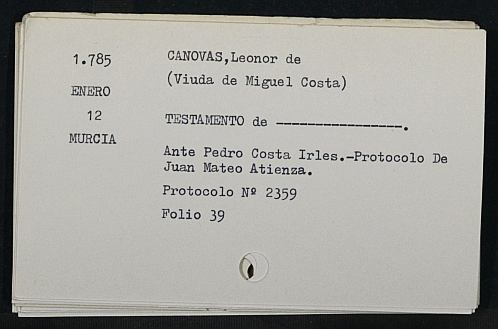 1.785
ENERO
12
MURCIA
CANOVAS,Leonor de
(Viuda de Miguel Costa)
TESTAMENTO de ----------------.
Ante Pedro Costa Irles.-Protocolo De
Juan Mateo Atienza.
Protocolo Nº 2359
Folio 39